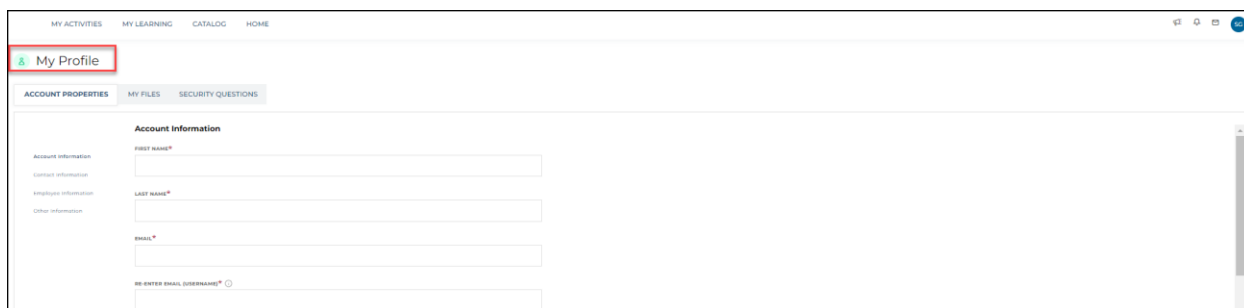 MY ACTIVITIES MY LEARNING CATALOG HOME
SG
My Profile
ACCOUNT PROPERTIES MY FILES SECURITY QUESTIONS
Account Information
Account Information
Contact Information
Employee Information
Other Information
FIRST NAME*
LAST NAME*
EMAIL*
RE-ENTER EMAIL (USERNAME)*